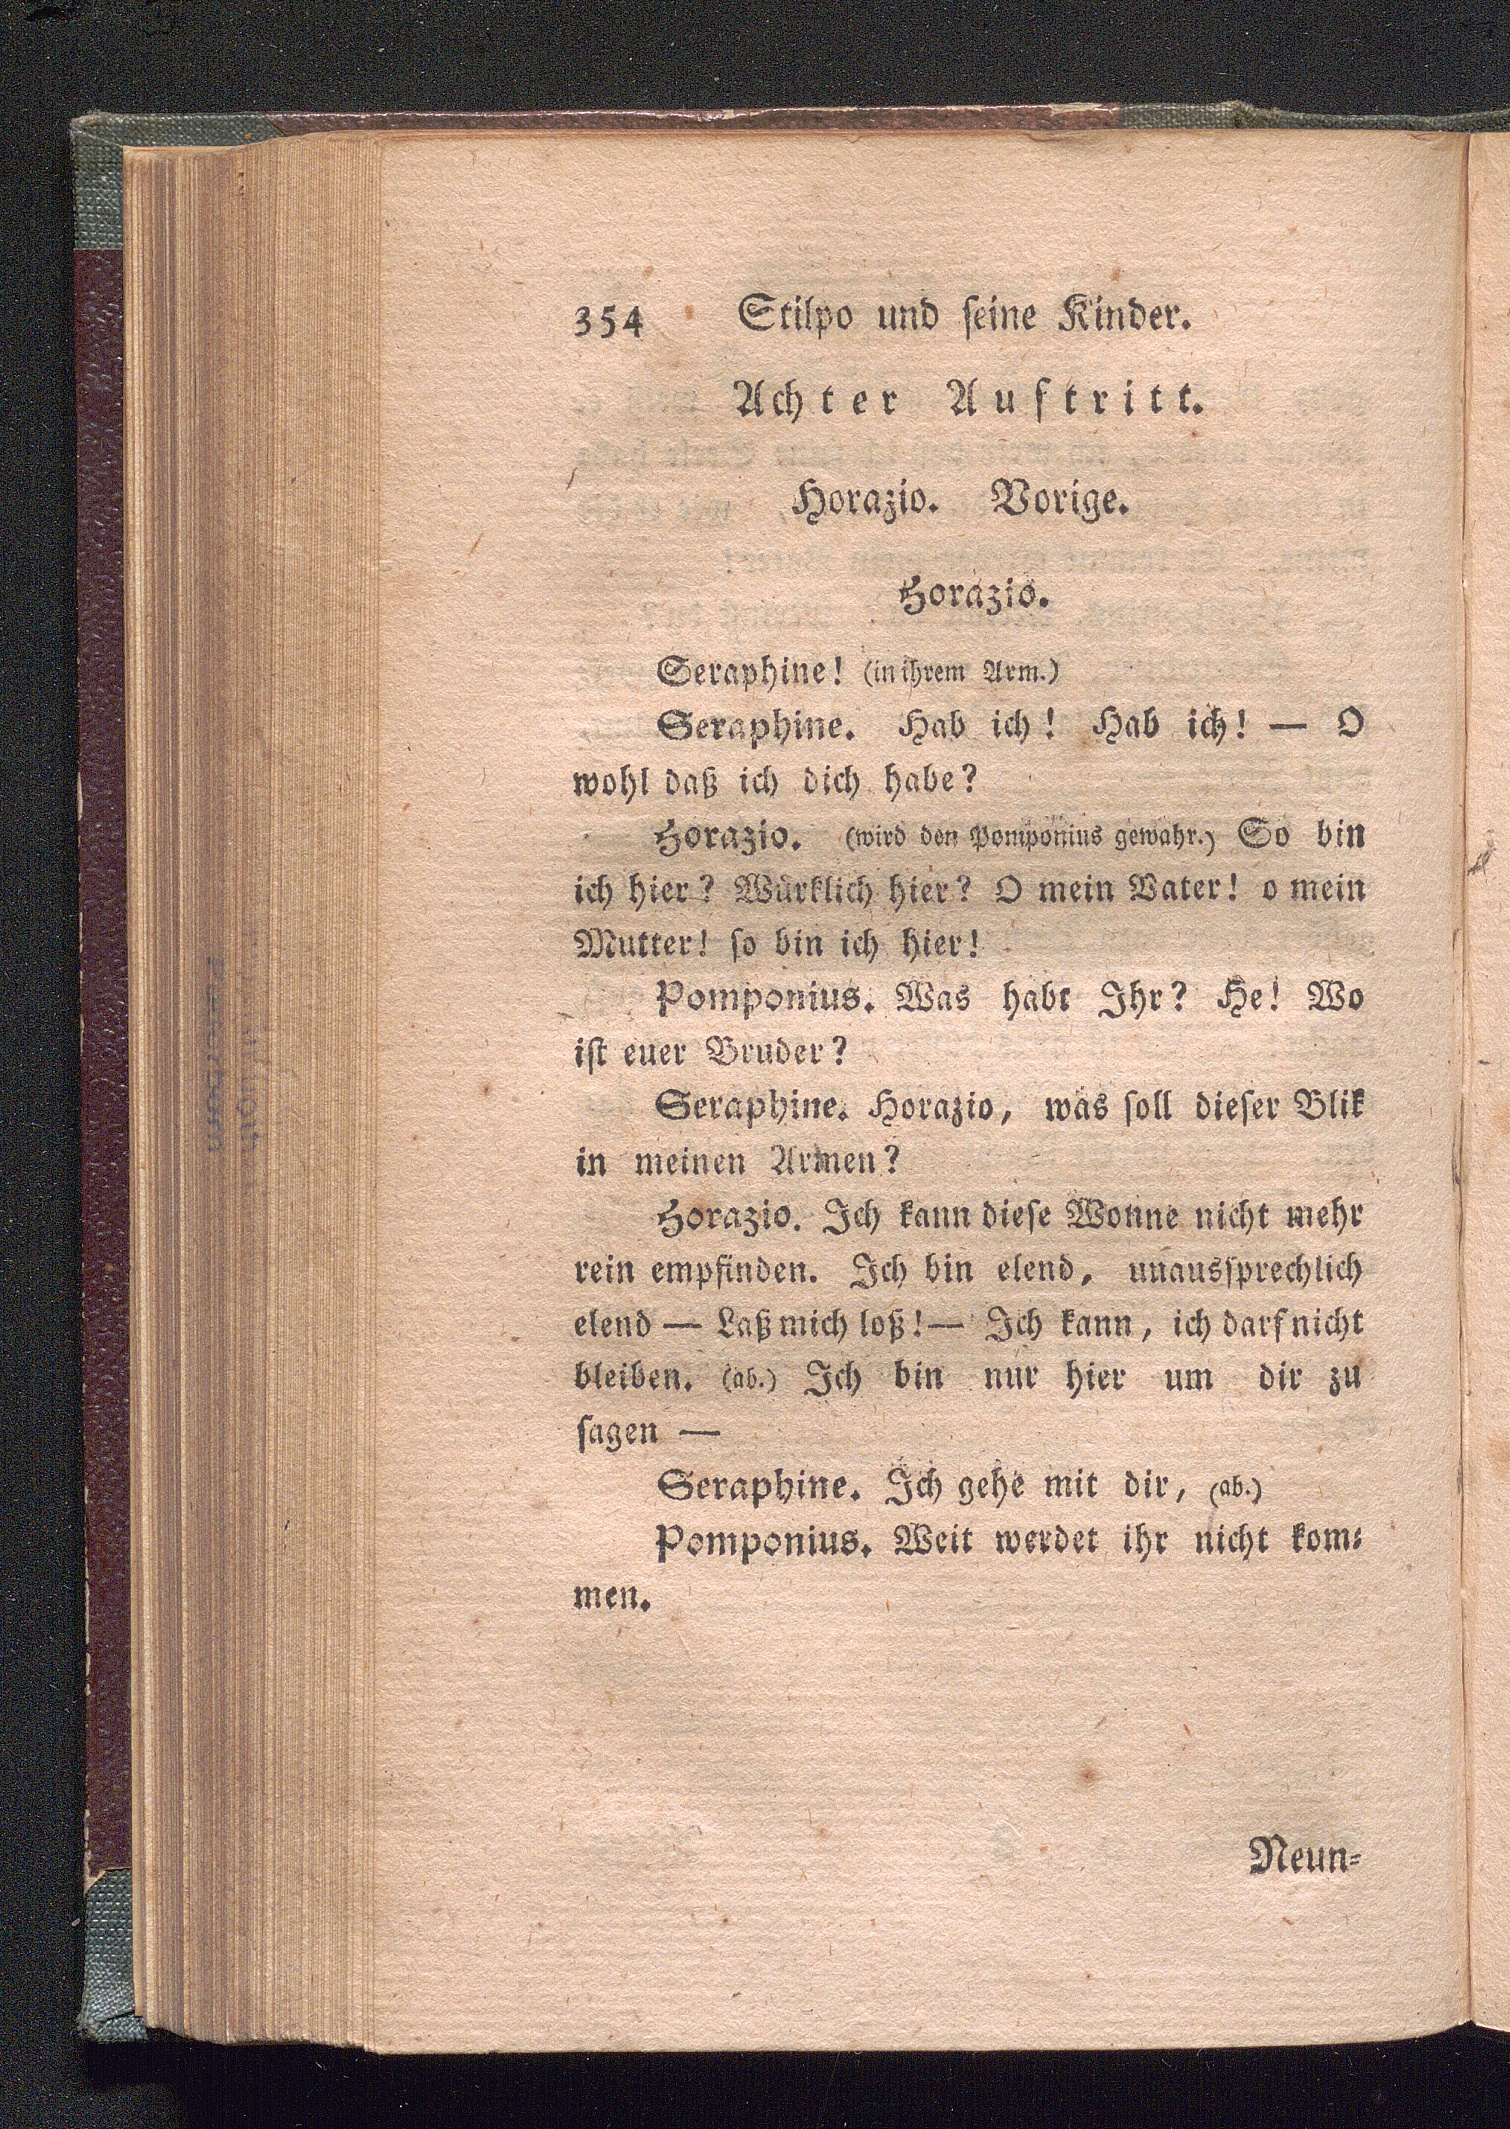 354 Stilpo und ſeine Kinder.
Achter Auftritt.
Horazio. Vorige.
Horazio.
Seraphine! (in ihrem Arm.)
Seraphine. Hab ich! Hab ich! — O
wohl daß ich dich habe?
Horazio. (wird den Pomponius gewahr.) So bin
ich hier? Würklich hier? O mein Vater! o mein
Mutter! ſo bin ich hier!
Pomponius. Was habt Ihr? He! Wo
iſt euer Bruder?
Seraphine. Horazio, was ſoll dieſer Blik
in meinen Armen?
Horazio. Ich kann dieſe Wonne nicht mehr
rein empfinden. Ich bin elend, unausſprechlich
elend — Laß mich loß! — Ich kann, ich darf nicht
bleiben. (ab.) Ich bin nur hier um dir zu
ſagen —
Seraphine. Ich gehe mit dir, (ab.)
Pomponius. Weit werdet ihr nicht kom⸗
men.
Neun⸗